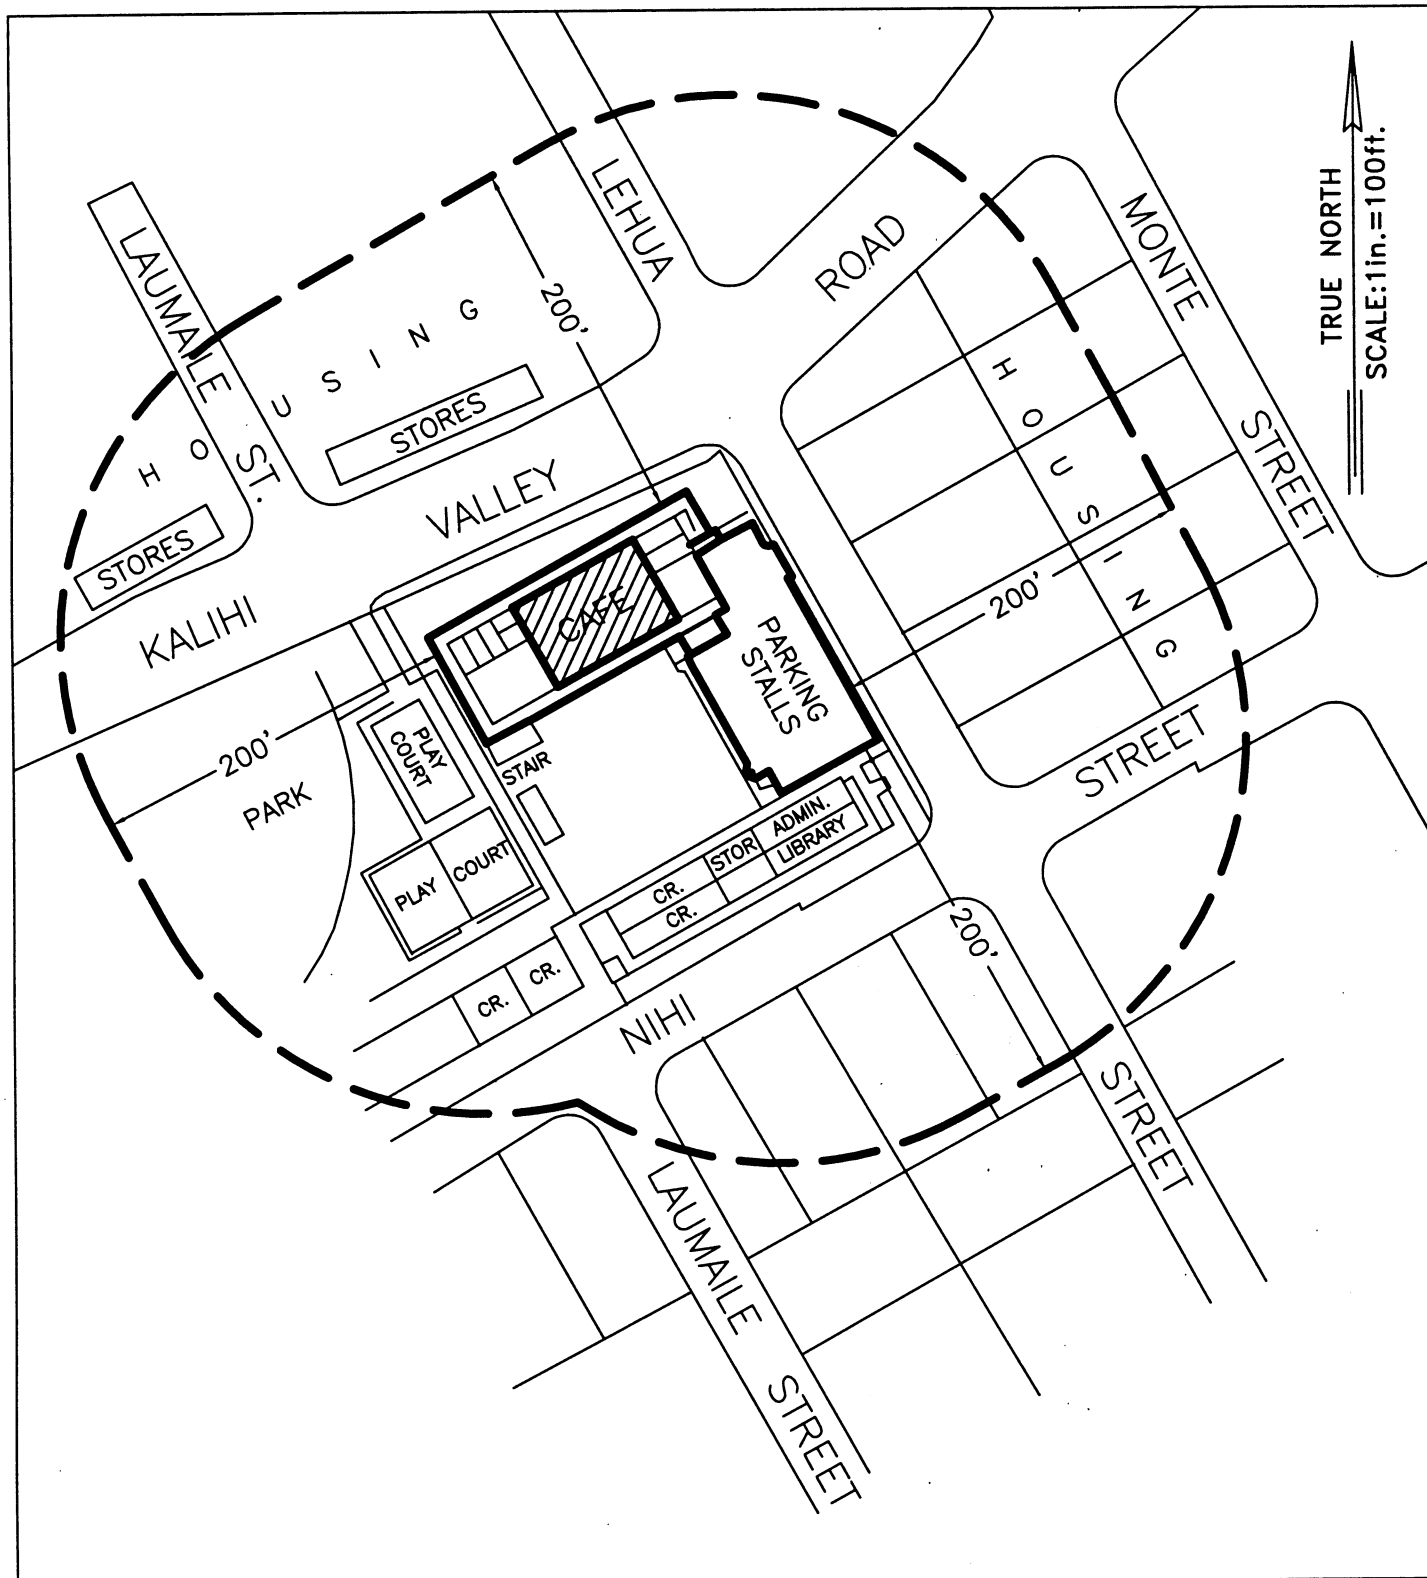 LEHUA
ROAD
MONTE
STREET
TRUE NORTH
SCALE:1in.=100ft.
LAUMAILE ST.
HOUSING
200'
STORES
VALLEY
HOUSING
STORES
KALIHI
CAFE
200'
PARKING
STALLS
200'
PARK
PLAY
COURT
STAIR
STREET
ADMIN.
LIBRARY
STOR
PLAY
COURT
CR.
CR.
200'
CR.
CR.
NIHI
STREET
LAUMAILE
STREET